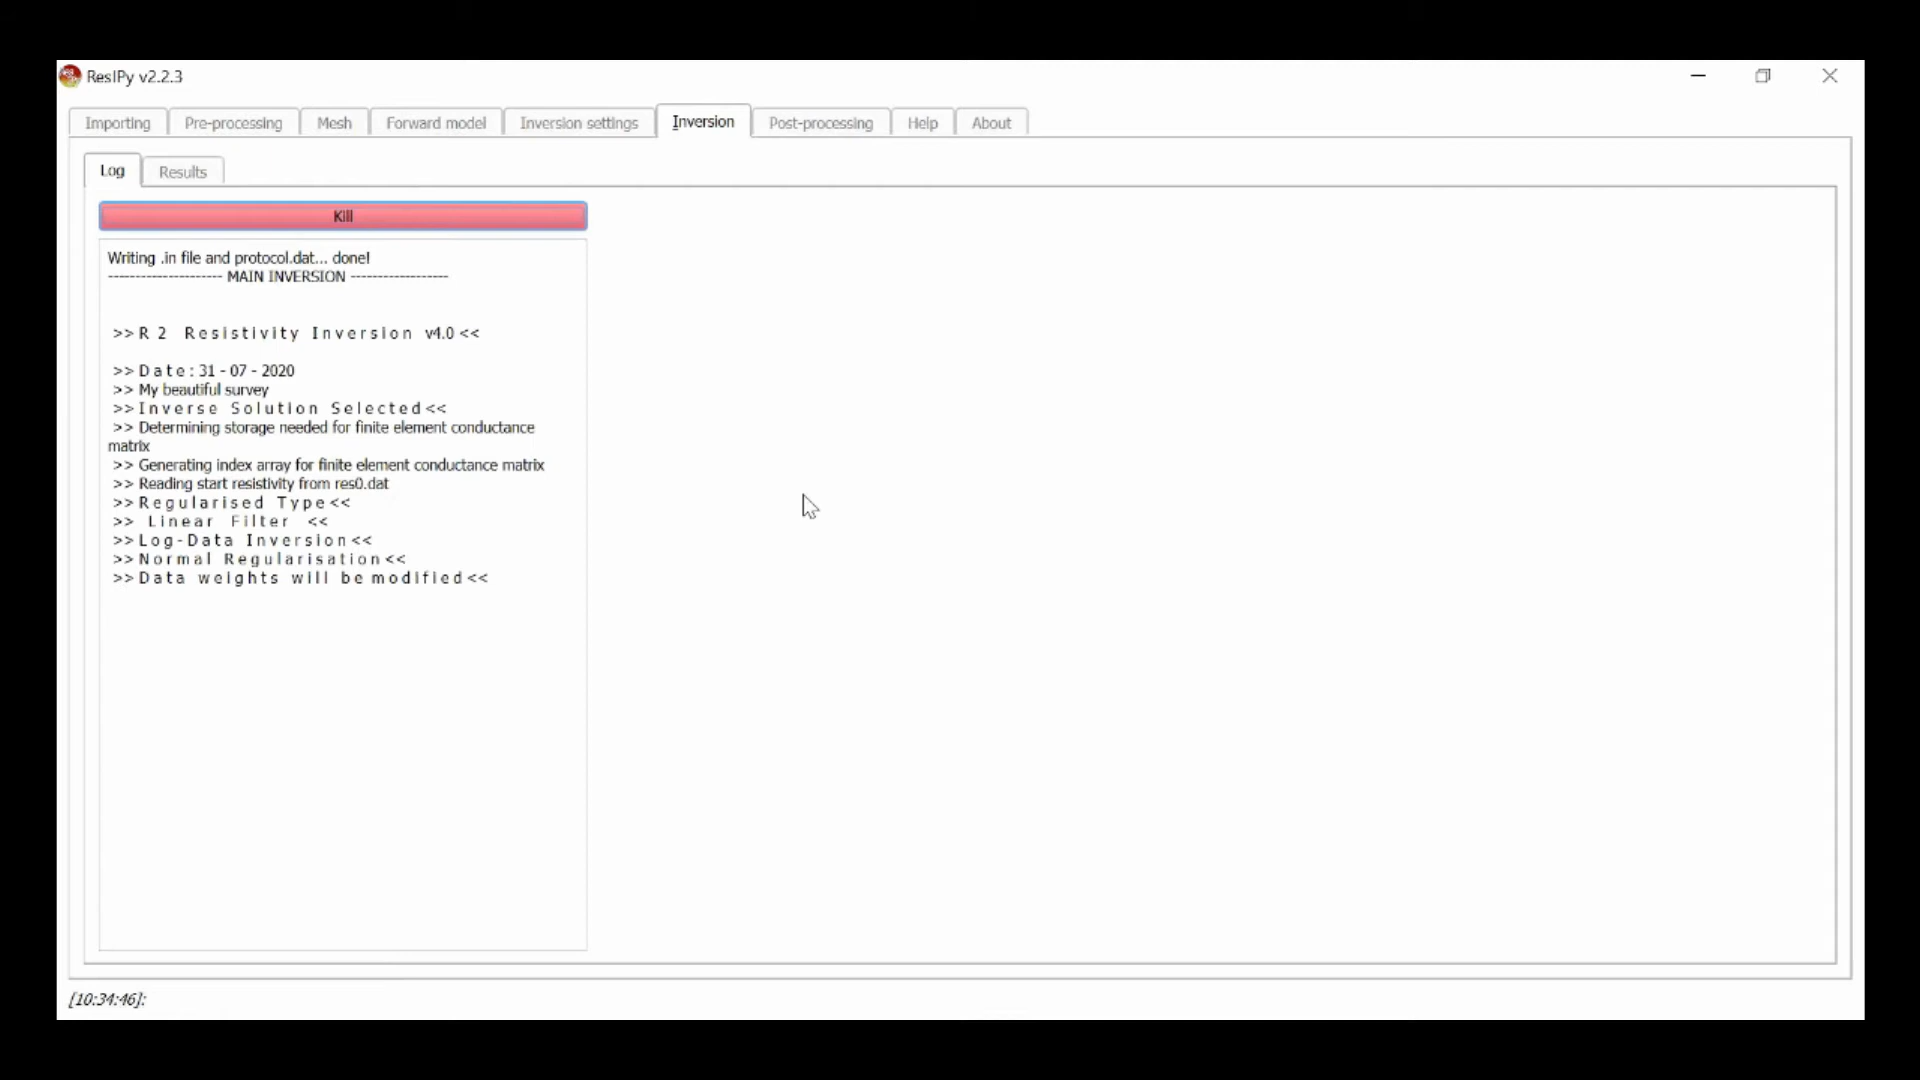 ResIPy v2.2.3
Importing Pre-processing Mesh Forward model Inversion settings Inversion Post-processing Help About
Log Results
Kill
Writing .in file and protocol.dat... done!
---------------------- MAIN INVERSION -------------------
>> R 2 Resistivity Inversion v4.0 <<
>> Date : 31 - 07 - 2020
>> My beautiful survey
>> Inverse Solution Selected <<
>> Determining storage needed for finite element conductance
matrix
>> Generating index array for finite element conductance matrix
>> Reading start resistivity from res0.dat
>> Regularised Type <<
>> Linear Filter <<
>> Log-Data Inversion <<
>> Normal Regularisation <<
>> Data weights will be modified <<
[10:34:46]: